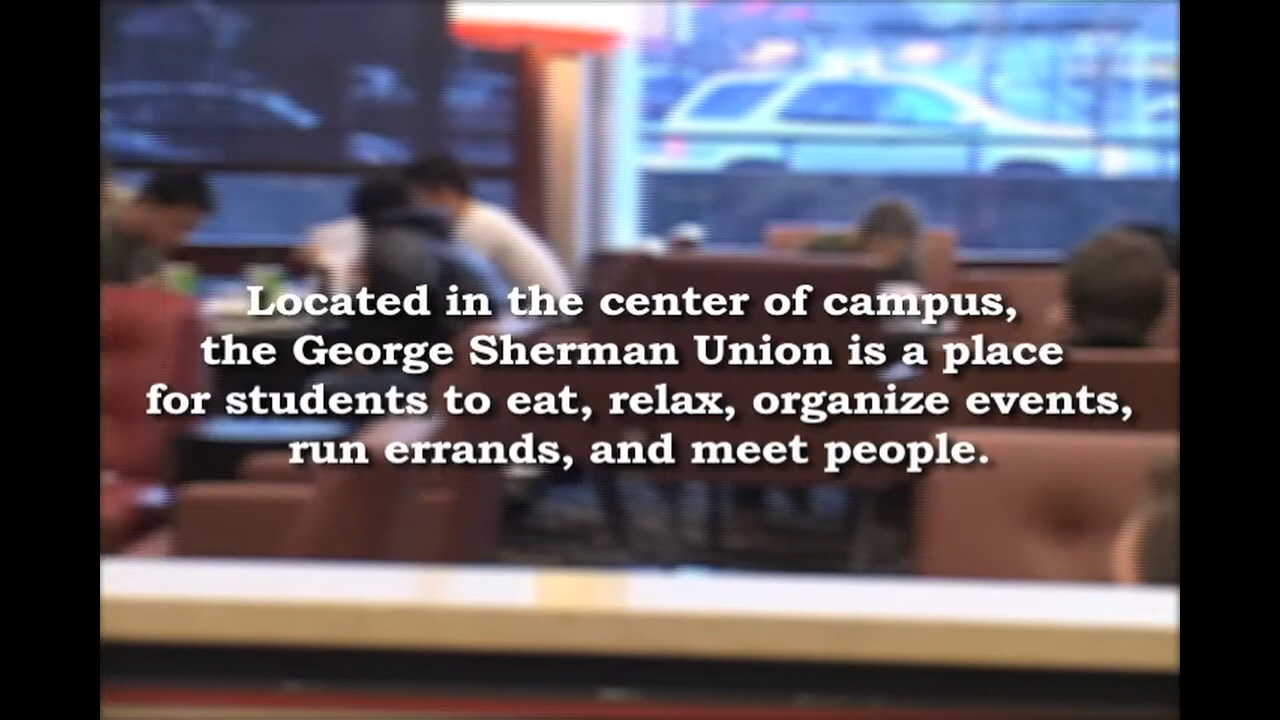 Located in the center of campus,
the George Sherman Union is a place
for students to eat, relax, organize events,
run errands, and meet people.